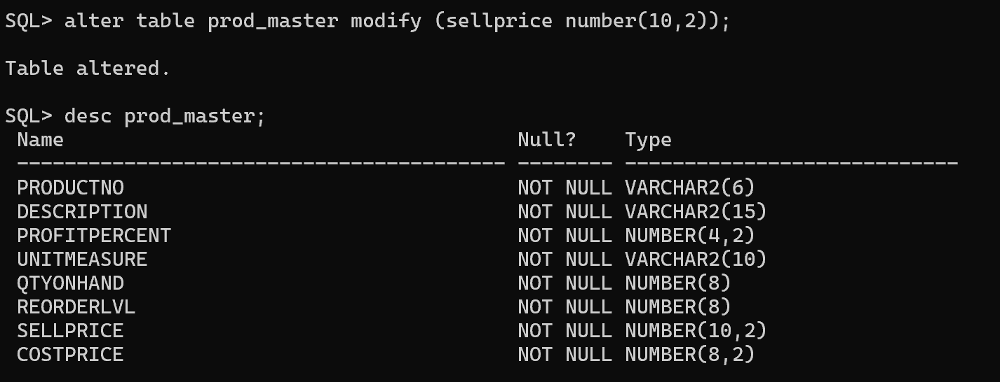 SQL> alter table prod_master modify (sellprice number(10,2));
Table altered.
SQL> desc prod_master;
Name                                      Null?    Type
----------------------------------------- -------- ----------------------------
PRODUCTNO                                 NOT NULL VARCHAR2(6)
DESCRIPTION                               NOT NULL VARCHAR2(15)
PROFITPERCENT                             NOT NULL NUMBER(4,2)
UNITMEASURE                               NOT NULL VARCHAR2(10)
QTYONHAND                                 NOT NULL NUMBER(8)
REORDERLVL                                NOT NULL NUMBER(8)
SELLPRICE                                 NOT NULL NUMBER(10,2)
COSTPRICE                                 NOT NULL NUMBER(8,2)